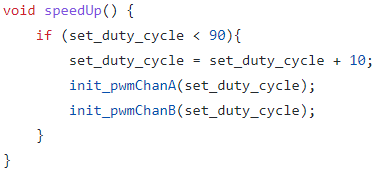 void speedUp() {
    if (set_duty_cycle < 90){
        set_duty_cycle = set_duty_cycle + 10;
        init_pwmChanA(set_duty_cycle);
        init_pwmChanB(set_duty_cycle);
    }
}